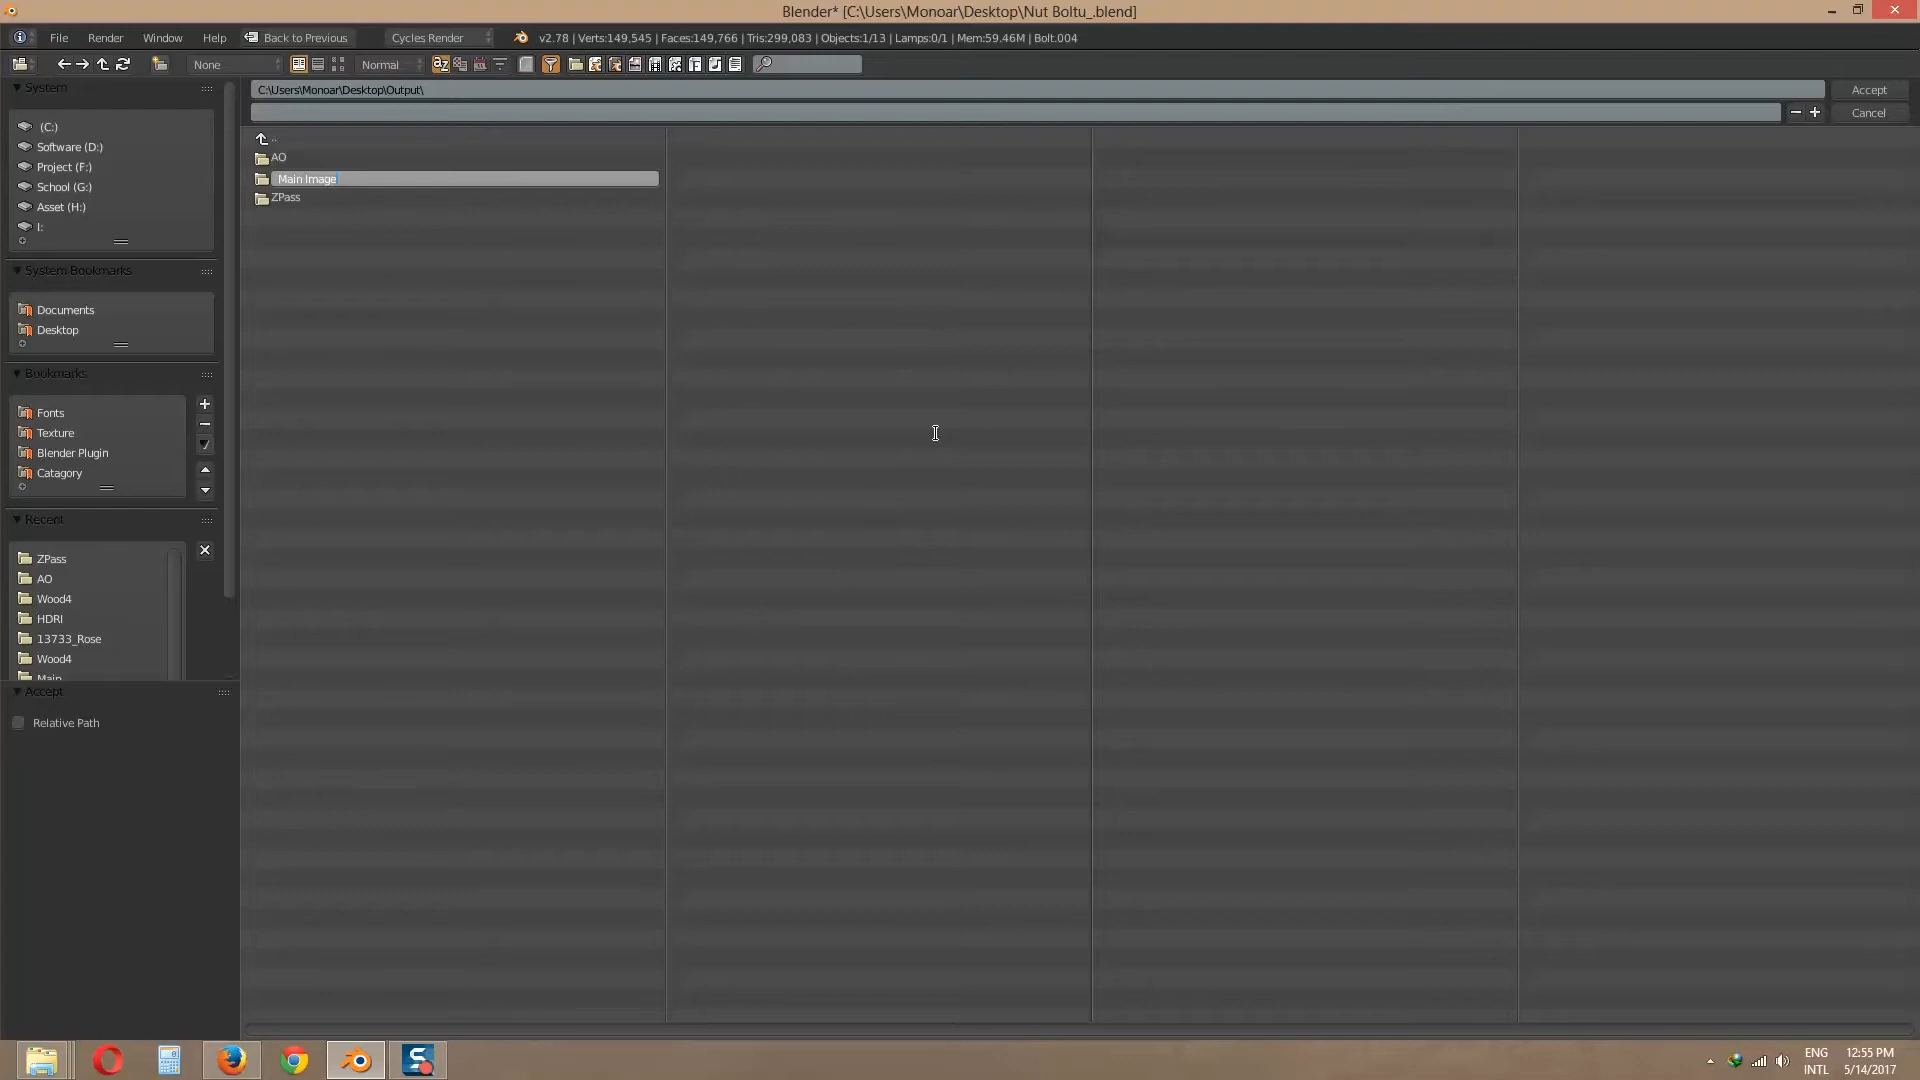 Blender* [C:\Users\Monoar\Desktop\Nut Boltu_.blend]
File Render Window Help Back to Previous Cycles Render v2.78 | Verts:149,545 | Faces:149,766 | Tris:299,083 | Objects:1/13 | Lamps:0/1 | Mem:59.46M | Bolt.004
None Normal
System
(C:)
Software (D:)
Project (F:)
School (G:)
Asset (H:)
I:
System Bookmarks
Documents
Desktop
Bookmarks
Fonts
Texture
Blender Plugin
Catagory
Recent
ZPass
AO
Wood4
HDRI
13733_Rose
Wood4
Main
Accept
Relative Path
C:\Users\Monoar\Desktop\Output\
Accept
Cancel
..
AO
Main Image
ZPass
ENG
INTL
12:55 PM
5/14/2017